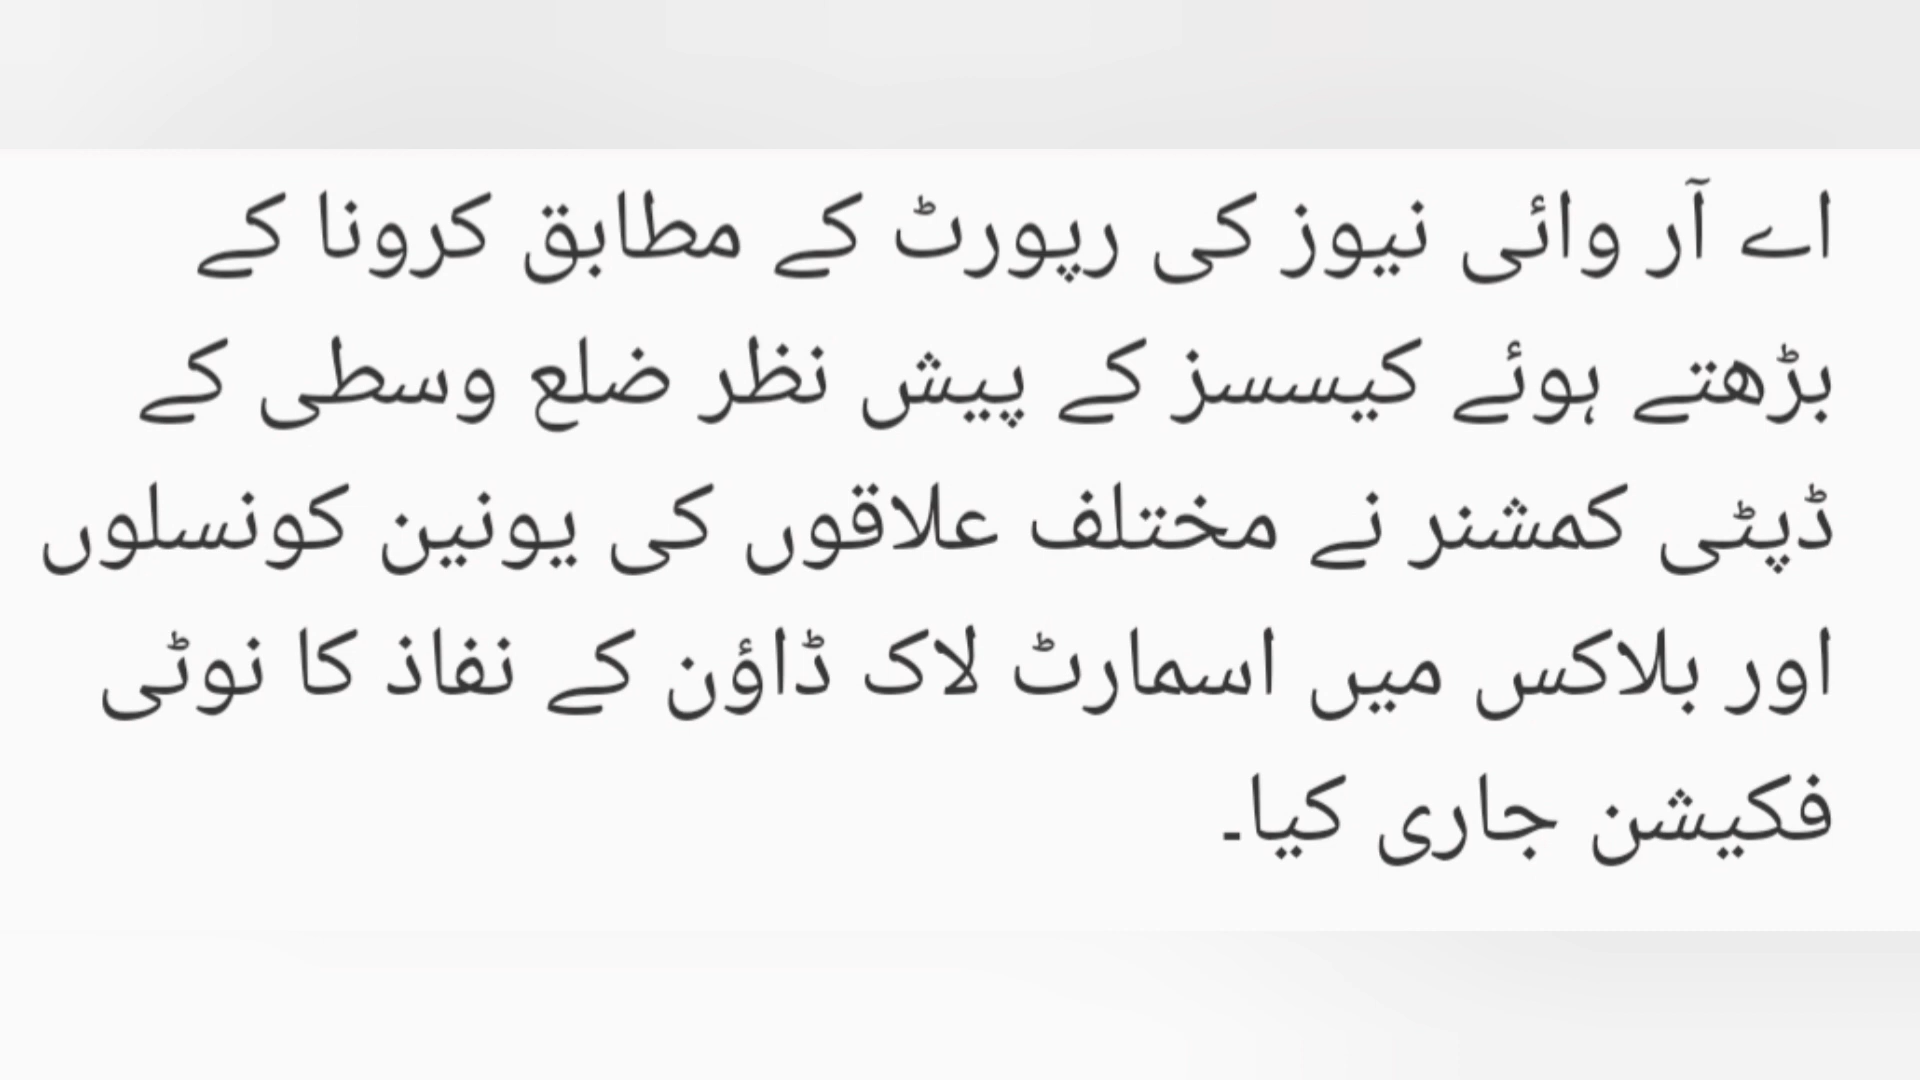 اے آر وائی نیوز کی رپورٹ کے مطابق کرونا کے
بڑھتے ہوئے کیسسز کے پیش نظر ضلع وسطی کے
ڈپٹی کمشنر نے مختلف علاقوں کی یونین کونسلوں
اور بلاکس میں اسمارٹ لاک ڈاؤن کے نفاذ کا نوٹی
فکیشن جاری کیا۔